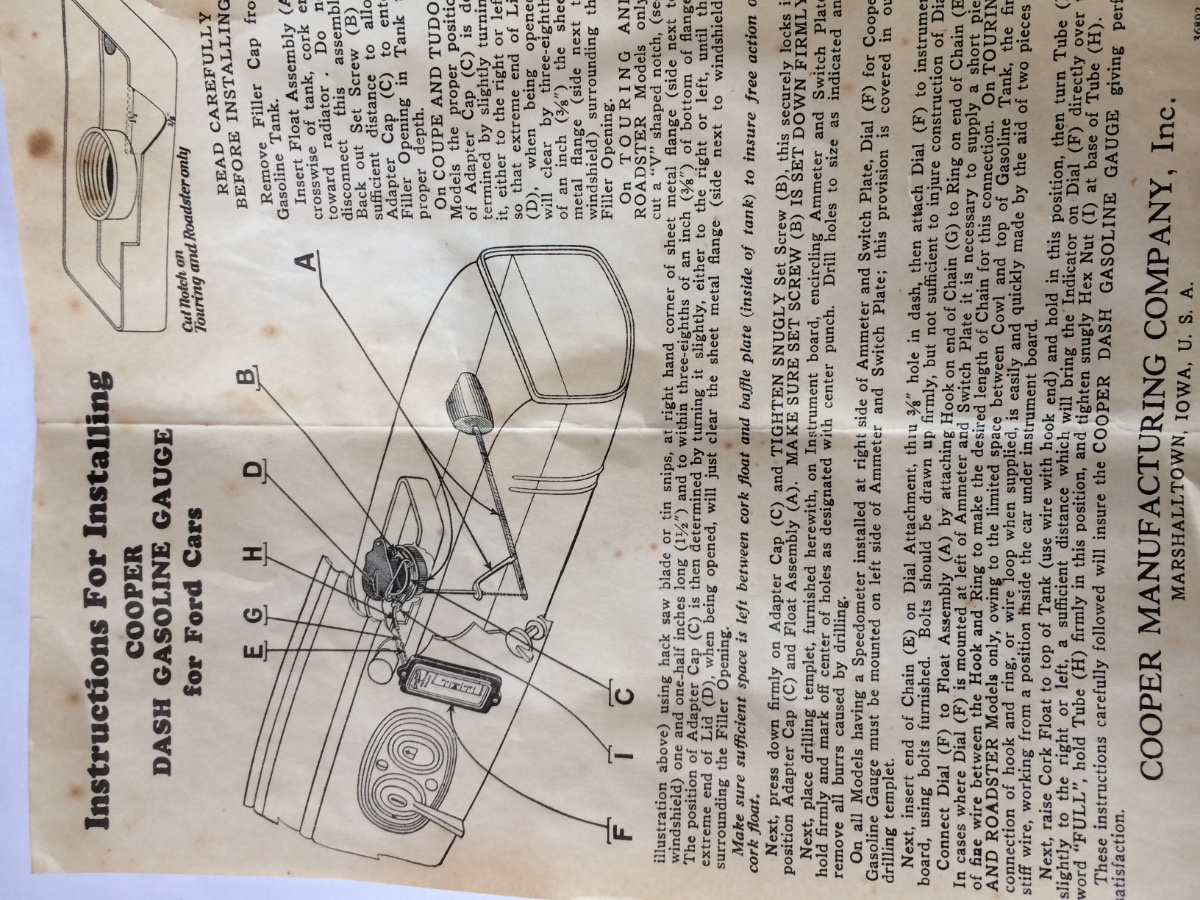 Instructions For Installing
COOPER
DASH GASOLINE GAUGE
for Ford Cars
Cut Notch on
Touring and Roadster only
1½"
⅜"
READ CAREFULLY
BEFORE INSTALLING
Remove Filler Cap fro
Gasoline Tank.
Insert Float Assembly (A
crosswise of tank, cork en
toward radiator. Do n
disconnect this assembl
Back out Set Screw (B)
sufficient distance to allo
Adapter Cap (C) to ente
Filler Opening in Tank
proper depth.
On COUPE AND TUDO
Models the proper positio
of Adapter Cap (C) is de
termined by slightly turnin
it, either to the right or lef
so that extreme end of Li
(D), when being opene
will clear by three-eighth
of an inch (⅜") the shee
metal flange (side next t
windshield) surrounding th
Filler Opening.
On TOURING AND
ROADSTER Models only
cut a "V" shaped notch, (se
A
B
D
H
G
E
C
I
F
illustration above) using hack saw blade or tin snips, at right hand corner of sheet metal flange (side next to
windshield) one and one-half inches long (1½") and to within three-eighths of an inch (⅜") of bottom of flange
The position of Adapter Cap (C) is then determined by turning it slightly, either to the right or left, until th
extreme end of Lid (D), when being opened, will just clear the sheet metal flange (side next to windshield
surrounding the Filler Opening.
Make sure sufficient space is left between cork float and baffle plate (inside of tank) to insure free action o
cork float.
Next, press down firmly on Adapter Cap (C) and TIGHTEN SNUGLY Set Screw (B), this securely locks i
position Adapter Cap (C) and Float Assembly (A). MAKE SURE SET SCREW (B) IS SET DOWN FIRMLY
Next, place drilling templet, furnished herewith, on Instrument board, encircling Ammeter and Switch Plate
hold firmly and mark off center of holes as designated with center punch. Drill holes to size as indicated an
remove all burrs caused by drilling.
On all Models having a Speedometer installed at right side of Ammeter and Switch Plate, Dial (F) for Coope
Gasoline Gauge must be mounted on left side of Ammeter and Switch Plate; this provision is covered in ou
drilling templet.
Next, insert end of Chain (E) on Dial Attachment, thru ⅜" hole in dash, then attach Dial (F) to instrumen
board, using bolts furnished. Bolts should be drawn up firmly, but not sufficient to injure construction of Dia
Connect Dial (F) to Float Assembly (A) by attaching Hook on end of Chain (G) to Ring on end of Chain (E
In cases where Dial (F) is mounted at left of Ammeter and Switch Plate it is necessary to supply a short pie
of fine wire between the Hook and Ring to make the desired length of Chain for this connection. On TOURIN
AND ROADSTER Models only, owing to the limited space between Cowl and top of Gasoline Tank, the fin
connection of hook and ring, or wire loop when supplied, is easily and quickly made by the aid of two pieces
stiff wire, working from a position inside the car under instrument board.
Next, raise Cork Float to top of Tank (use wire with hook end) and hold in this position, then turn Tube (
slightly to the right or left, a sufficient distance which will bring the Indicator on Dial (F) directly over
word "FULL", hold Tube (H) firmly in this position, and tighten snugly Hex Nut (I) at base of Tube (H).
These instructions carefully followed will insure the COOPER DASH GASOLINE GAUGE giving perf
satisfaction.
COOPER MANUFACTURING COMPANY, Inc.
MARSHALLTOWN, IOWA, U. S. A.